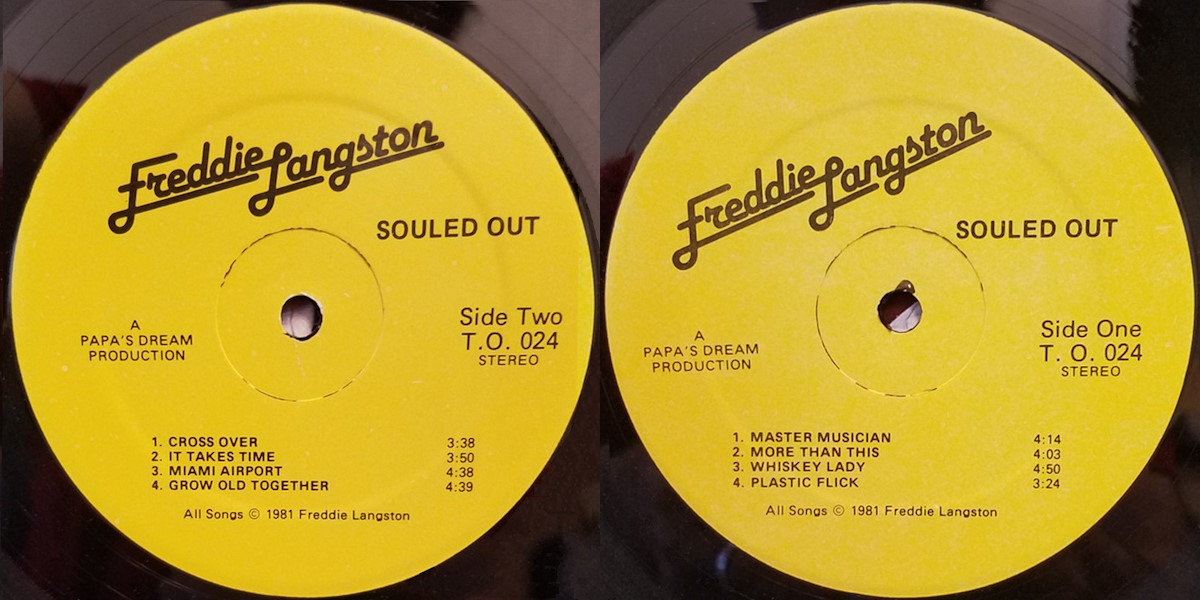 Freddie Langston
SOULED OUT
Side Two
T.O. 024
STEREO
A
PAPA'S DREAM
PRODUCTION
1. CROSS OVER 3:38
2. IT TAKES TIME 3:50
3. MIAMI AIRPORT 4:38
4. GROW OLD TOGETHER 4:39
All Songs © 1981 Freddie Langston
Freddie Langston
SOULED OUT
Side One
T. O. 024
STEREO
A
PAPA'S DREAM
PRODUCTION
1. MASTER MUSICIAN 4:14
2. MORE THAN THIS 4:03
3. WHISKEY LADY 4:50
4. PLASTIC FLICK 3:24
All Songs © 1981 Freddie Langston